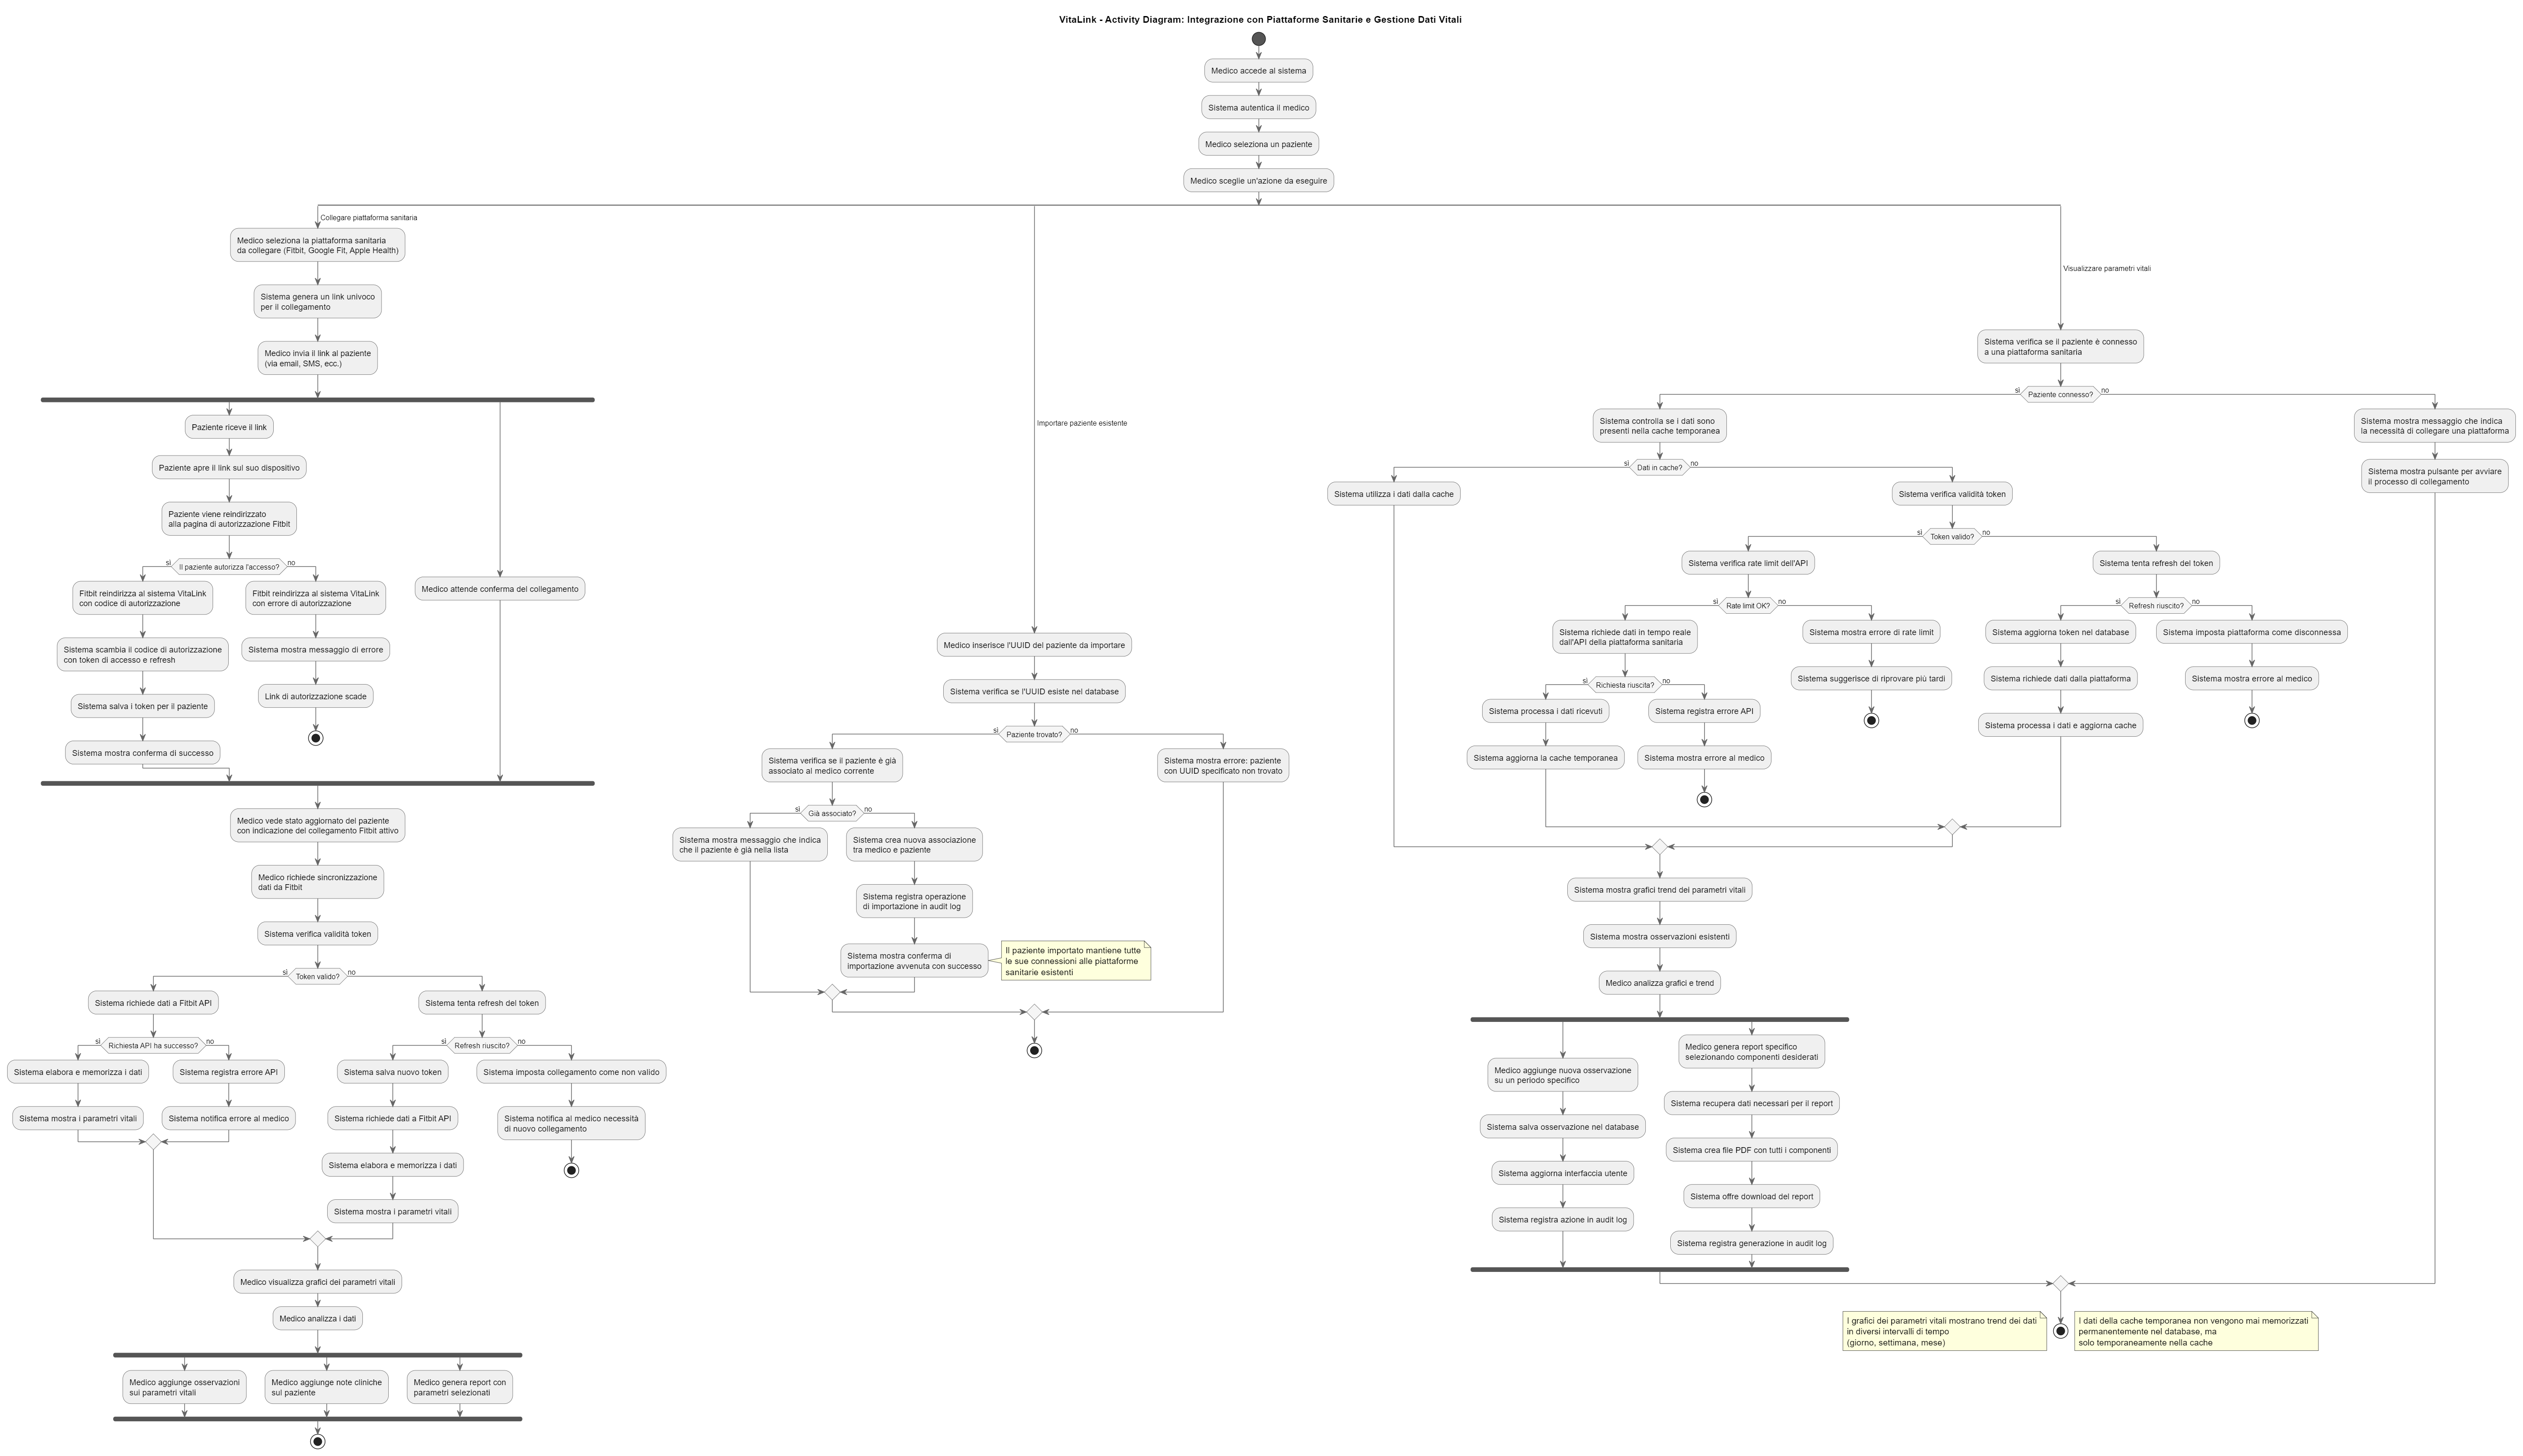 VitaLink - Activity Diagram: Integrazione con Piattaforme Sanitarie e Gestione Dati Vitali
Medico accede al sistema
Sistema autentica il medico
Medico seleziona un paziente
Medico sceglie un'azione da eseguire
Collegare piattaforma sanitaria
Medico seleziona la piattaforma sanitaria
da collegare (Fitbit, Google Fit, Apple Health)
Sistema genera un link univoco
per il collegamento
Medico invia il link al paziente
(via email, SMS, ecc.)
Paziente riceve il link
Paziente apre il link sul suo dispositivo
Paziente viene reindirizzato
alla pagina di autorizzazione Fitbit
sì
Il paziente autorizza l'accesso?
no
Fitbit reindirizza al sistema VitaLink
con codice di autorizzazione
Sistema scambia il codice di autorizzazione
con token di accesso e refresh
Sistema salva i token per il paziente
Sistema mostra conferma di successo
Fitbit reindirizza al sistema VitaLink
con errore di autorizzazione
Sistema mostra messaggio di errore
Link di autorizzazione scade
Medico attende conferma del collegamento
Medico vede stato aggiornato del paziente
con indicazione del collegamento Fitbit attivo
Medico richiede sincronizzazione
dati da Fitbit
Sistema verifica validità token
sì
Token valido?
no
Sistema richiede dati a Fitbit API
sì
Richiesta API ha successo?
no
Sistema elabora e memorizza i dati
Sistema mostra i parametri vitali
Sistema registra errore API
Sistema notifica errore al medico
Sistema tenta refresh del token
sì
Refresh riuscito?
no
Sistema salva nuovo token
Sistema richiede dati a Fitbit API
Sistema elabora e memorizza i dati
Sistema mostra i parametri vitali
Sistema imposta collegamento come non valido
Sistema notifica al medico necessità
di nuovo collegamento
Medico visualizza grafici dei parametri vitali
Medico analizza i dati
Medico aggiunge osservazioni
sui parametri vitali
Medico aggiunge note cliniche
sul paziente
Medico genera report con
parametri selezionati
Importare paziente esistente
Medico inserisce l'UUID del paziente da importare
Sistema verifica se l'UUID esiste nel database
sì
Paziente trovato?
no
Sistema verifica se il paziente è già
associato al medico corrente
sì
Già associato?
no
Sistema mostra messaggio che indica
che il paziente è già nella lista
Sistema crea nuova associazione
tra medico e paziente
Sistema registra operazione
di importazione in audit log
Sistema mostra conferma di
importazione avvenuta con successo
Il paziente importato mantiene tutte
le sue connessioni alle piattaforme
sanitarie esistenti
Sistema mostra errore: paziente
con UUID specificato non trovato
Visualizzare parametri vitali
Sistema verifica se il paziente è connesso
a una piattaforma sanitaria
sì
Paziente connesso?
no
Sistema controlla se i dati sono
presenti nella cache temporanea
sì
Dati in cache?
no
Sistema utilizza i dati dalla cache
Sistema verifica validità token
sì
Token valido?
no
Sistema verifica rate limit dell'API
sì
Rate limit OK?
no
Sistema richiede dati in tempo reale
dall'API della piattaforma sanitaria
sì
Richiesta riuscita?
no
Sistema processa i dati ricevuti
Sistema aggiorna la cache temporanea
Sistema registra errore API
Sistema mostra errore al medico
Sistema mostra errore di rate limit
Sistema suggerisce di riprovare più tardi
Sistema tenta refresh del token
sì
Refresh riuscito?
no
Sistema aggiorna token nel database
Sistema richiede dati dalla piattaforma
Sistema processa i dati e aggiorna cache
Sistema imposta piattaforma come disconnessa
Sistema mostra errore al medico
Sistema mostra grafici trend dei parametri vitali
Sistema mostra osservazioni esistenti
Medico analizza grafici e trend
Medico aggiunge nuova osservazione
su un periodo specifico
Sistema salva osservazione nel database
Sistema aggiorna interfaccia utente
Sistema registra azione in audit log
Medico genera report specifico
selezionando componenti desiderati
Sistema recupera dati necessari per il report
Sistema crea file PDF con tutti i componenti
Sistema offre download del report
Sistema registra generazione in audit log
Sistema mostra messaggio che indica
la necessità di collegare una piattaforma
Sistema mostra pulsante per avviare
il processo di collegamento
I grafici dei parametri vitali mostrano trend dei dati
in diversi intervalli di tempo
(giorno, settimana, mese)
I dati della cache temporanea non vengono mai memorizzati
permanentemente nel database, ma
solo temporaneamente nella cache